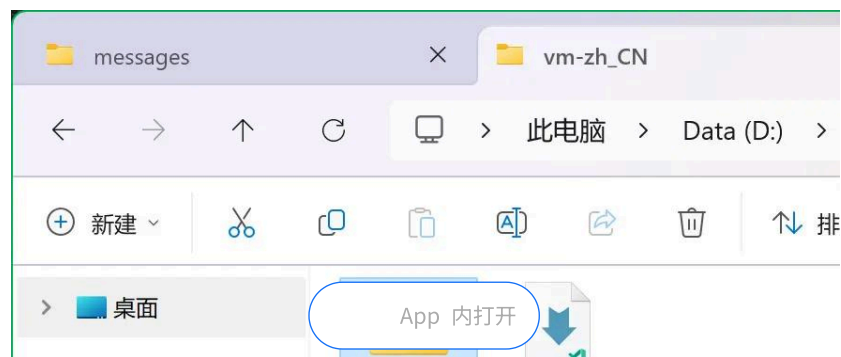 messages
vm-zh_CN
此电脑 Data (D:)
新建
排
桌面
App 内打开